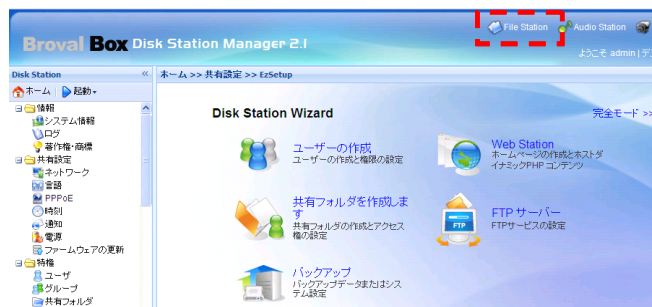 File Station Audio Station
Broval Box Disk Station Manager 2.1
ようこそ admin | デ
Disk Station
ホーム >> 共有設定 >> EzSetup
ホーム 起動
情報
システム情報
ログ
著作権・商標
共有設定
ネットワーク
言語
PPPoE
時刻
通知
電源
ファームウェアの更新
特権
ユーザ
グループ
共有フォルダ
Disk Station Wizard
完全モード >>
ユーザーの作成
ユーザーの作成と権限の設定
Web Station
ホームページの作成とホストダ
イナミックPHP コンテンツ
共有フォルダを作成しま
す
共有フォルダの作成とアクセス
権の設定
FTP サーバー
FTPサービスの設定
FTP
バックアップ
バックアップデータまたはシス
テム設定